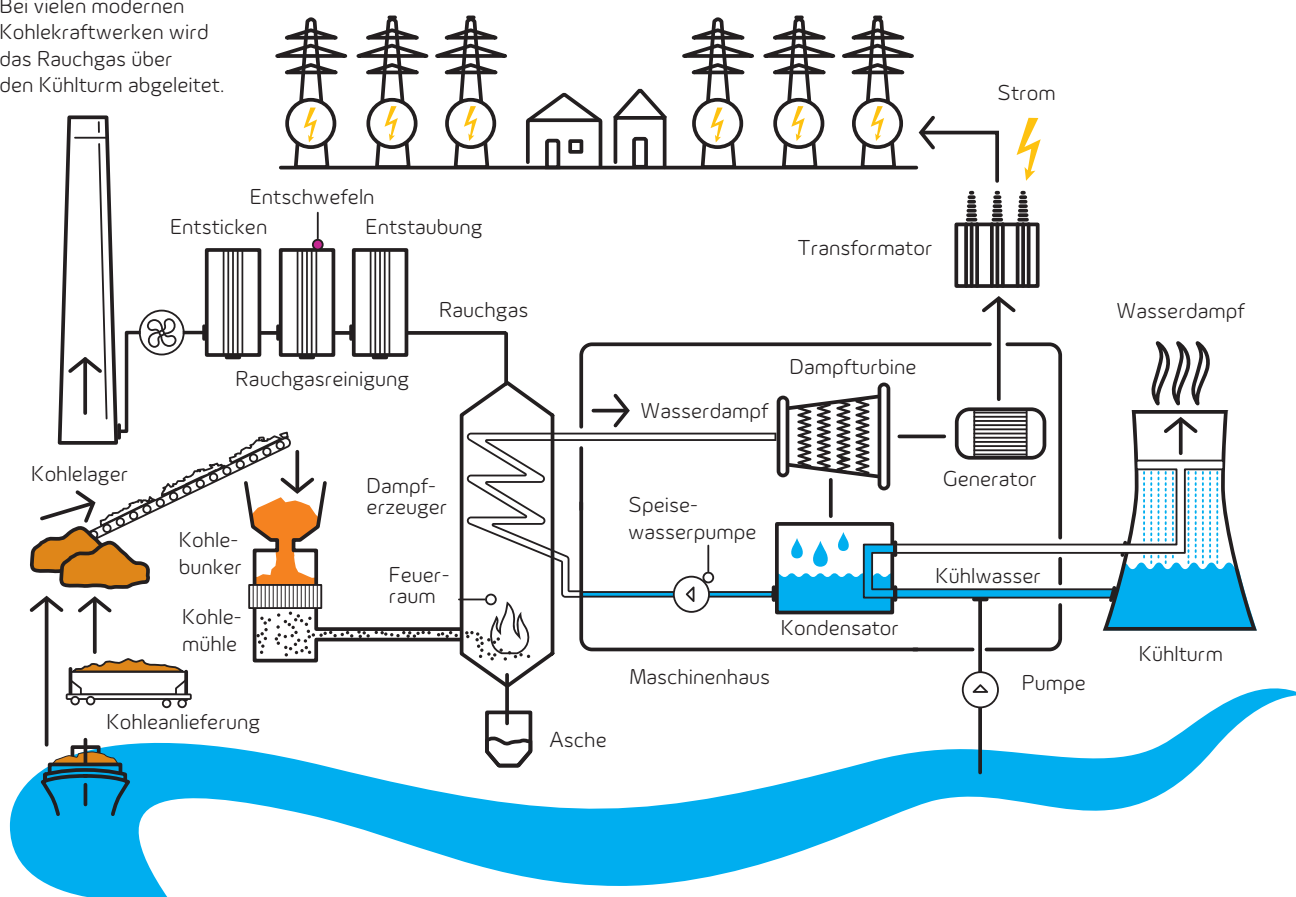 Bei vielen modernen
Kohlekraftwerken wird
das Rauchgas über
den Kühlturm abgeleitet.
Strom
Entschwefeln
Entsticken
Entstaubung
Transformator
Rauchgas
Wasserdampf
Rauchgasreinigung
Dampfturbine
Wasserdampf
Kohlelager
Generator
Dampf-
erzeuger
Speise-
wasserpumpe
Kohle-
bunker
Feuer-
raum
Kühlwasser
Kohle-
mühle
Kondensator
Kühlturm
Maschinenhaus
Pumpe
Kohleanlieferung
Asche